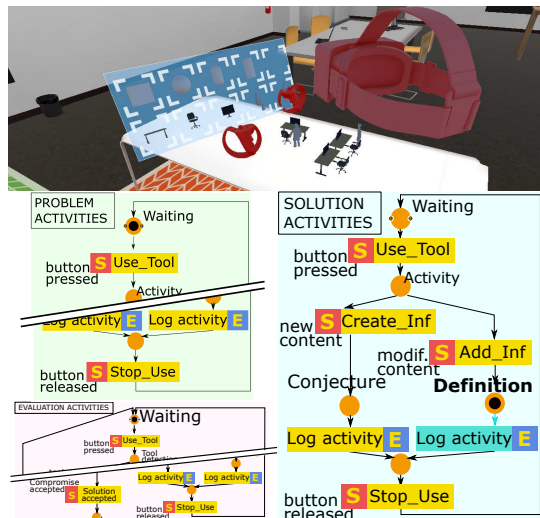 PROBLEM
ACTIVITIES
Waiting
S Use_Tool
button
pressed
Activity
Log activity E
Log activity E
button
released
S Stop_Use
EVALUATION ACTIVITIES
Waiting
button
pressed
S Use_Tool
Tool
Compromise
accepted
S Solution
accepted
Log activity E
Log activity E
button
released
S Stop_Use
SOLUTION
ACTIVITIES
Waiting
button
pressed
S Use_Tool
Activity
new
content
S Create_Inf
modif.
content
S Add_Inf
Conjecture
Definition
Log activity E
Log activity E
button
released
S Stop_Use